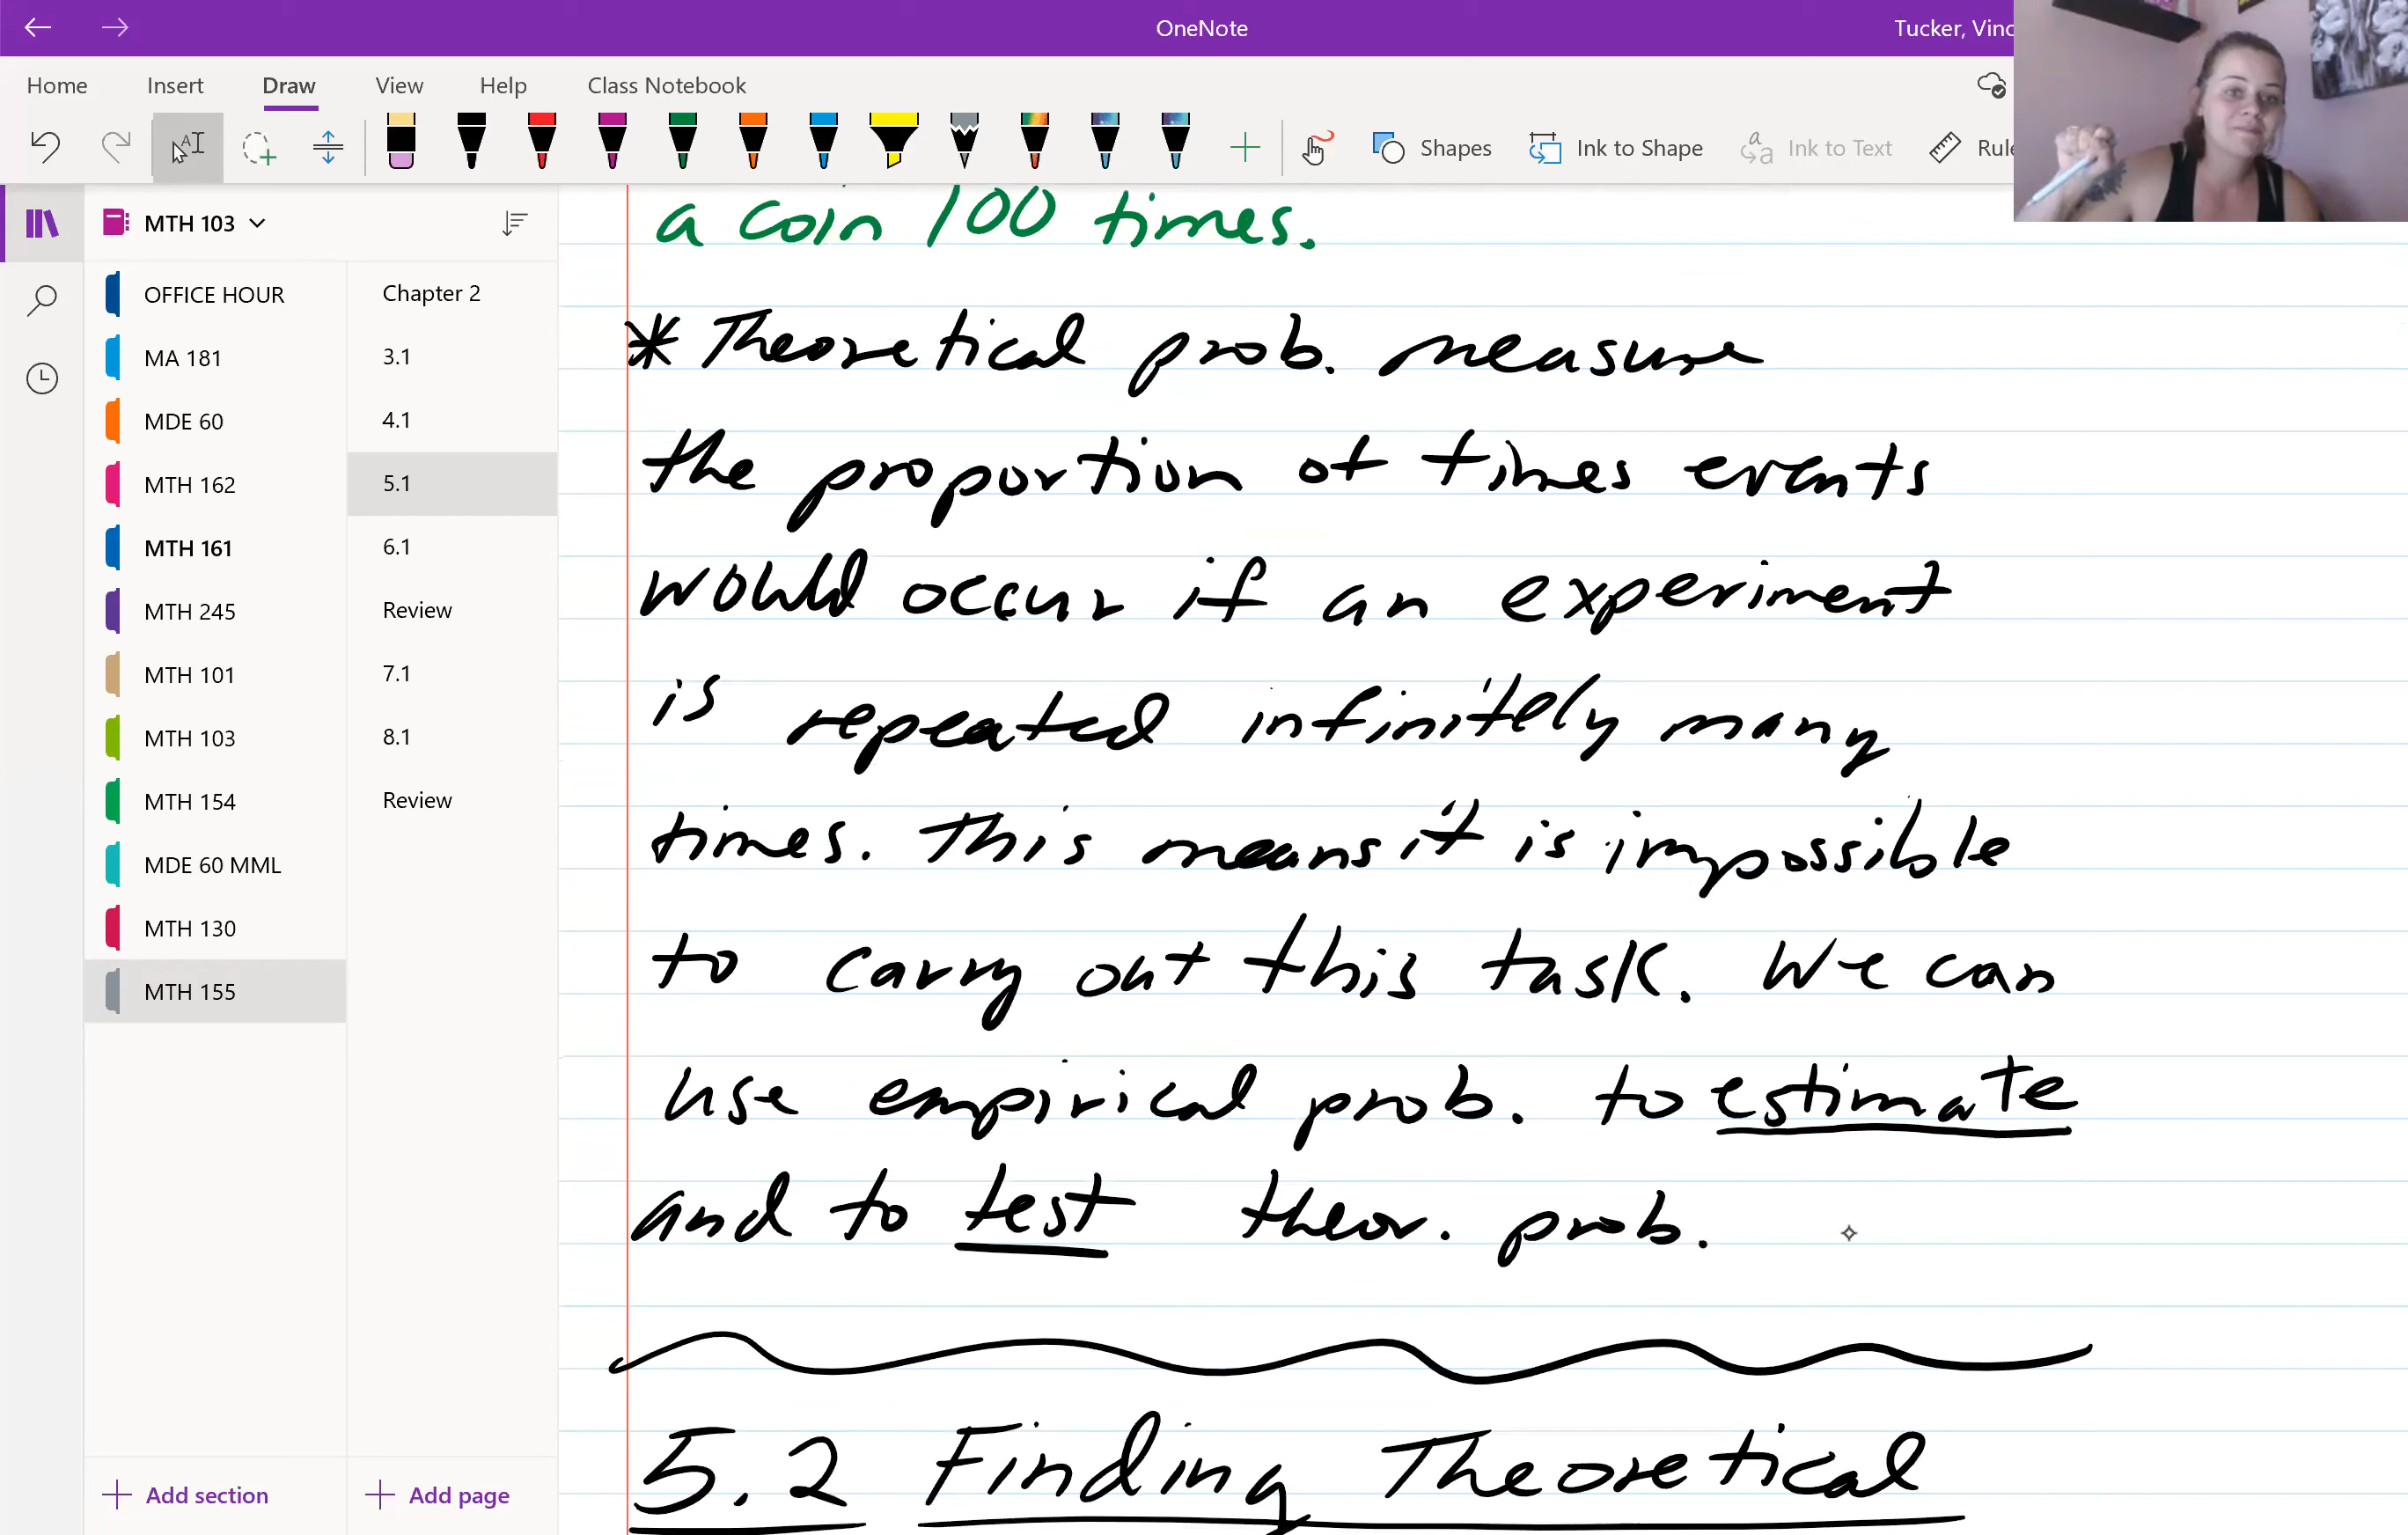 OneNote
Tucker, Vinc
Home Insert Draw View Help Class Notebook
Shapes Ink to Shape Ink to Text Rule
MTH 103
OFFICE HOUR
MA 181
MDE 60
MTH 162
MTH 161
MTH 245
MTH 101
MTH 103
MTH 154
MDE 60 MML
MTH 130
MTH 155
Add section
Chapter 2
3.1
4.1
5.1
6.1
Review
7.1
8.1
Review
Add page
a coin 100 times.
* Theoretical prob. measure
the proportion of times events
would occur if an experiment
is repeated infinitely many
times. This means it is impossible
to carry out this task. We can
use empirical prob. to estimate
and to test theor. prob.
5.2 Finding Theoretical